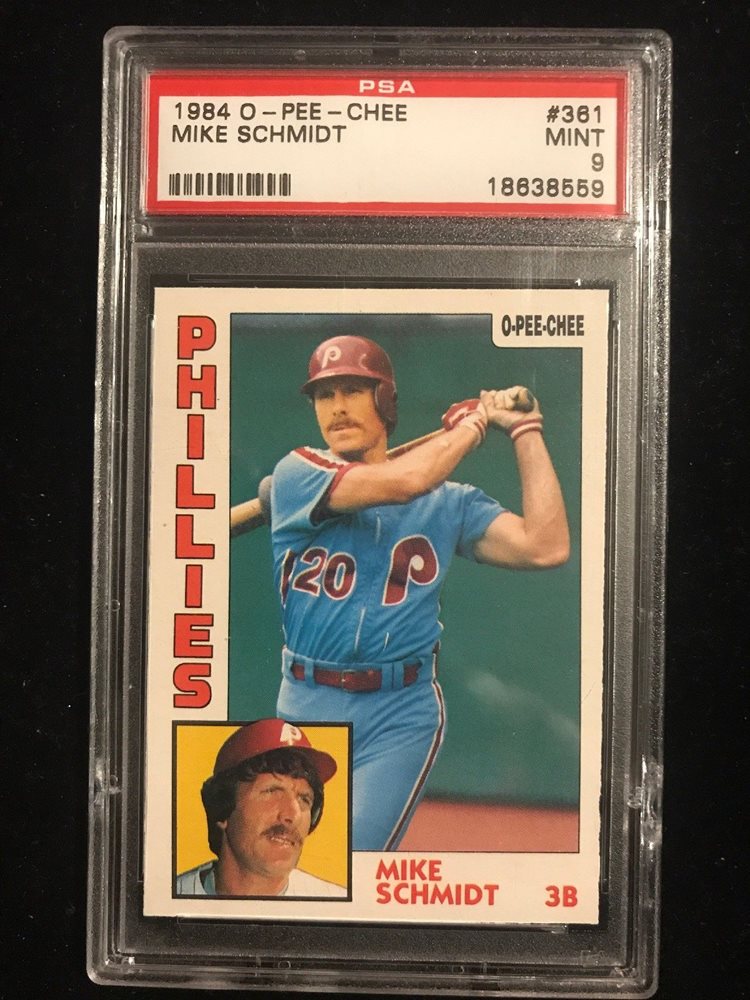 PSA
1984 O-PEE-CHEE #361
MIKE SCHMIDT MINT
9
18638559
O-PEE-CHEE
PHILLIES
P
20 P
P
MIKE
SCHMIDT 3B